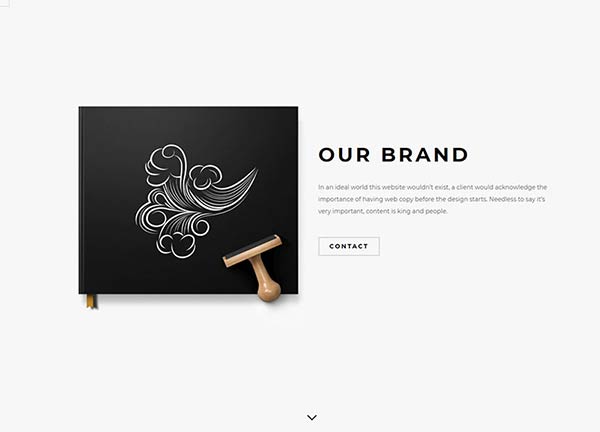 OUR BRAND
In an ideal world this website wouldn't exist, a client would acknowledge the
importance of having web copy before the design starts. Needless to say it's
very important, content is king and people.
CONTACT